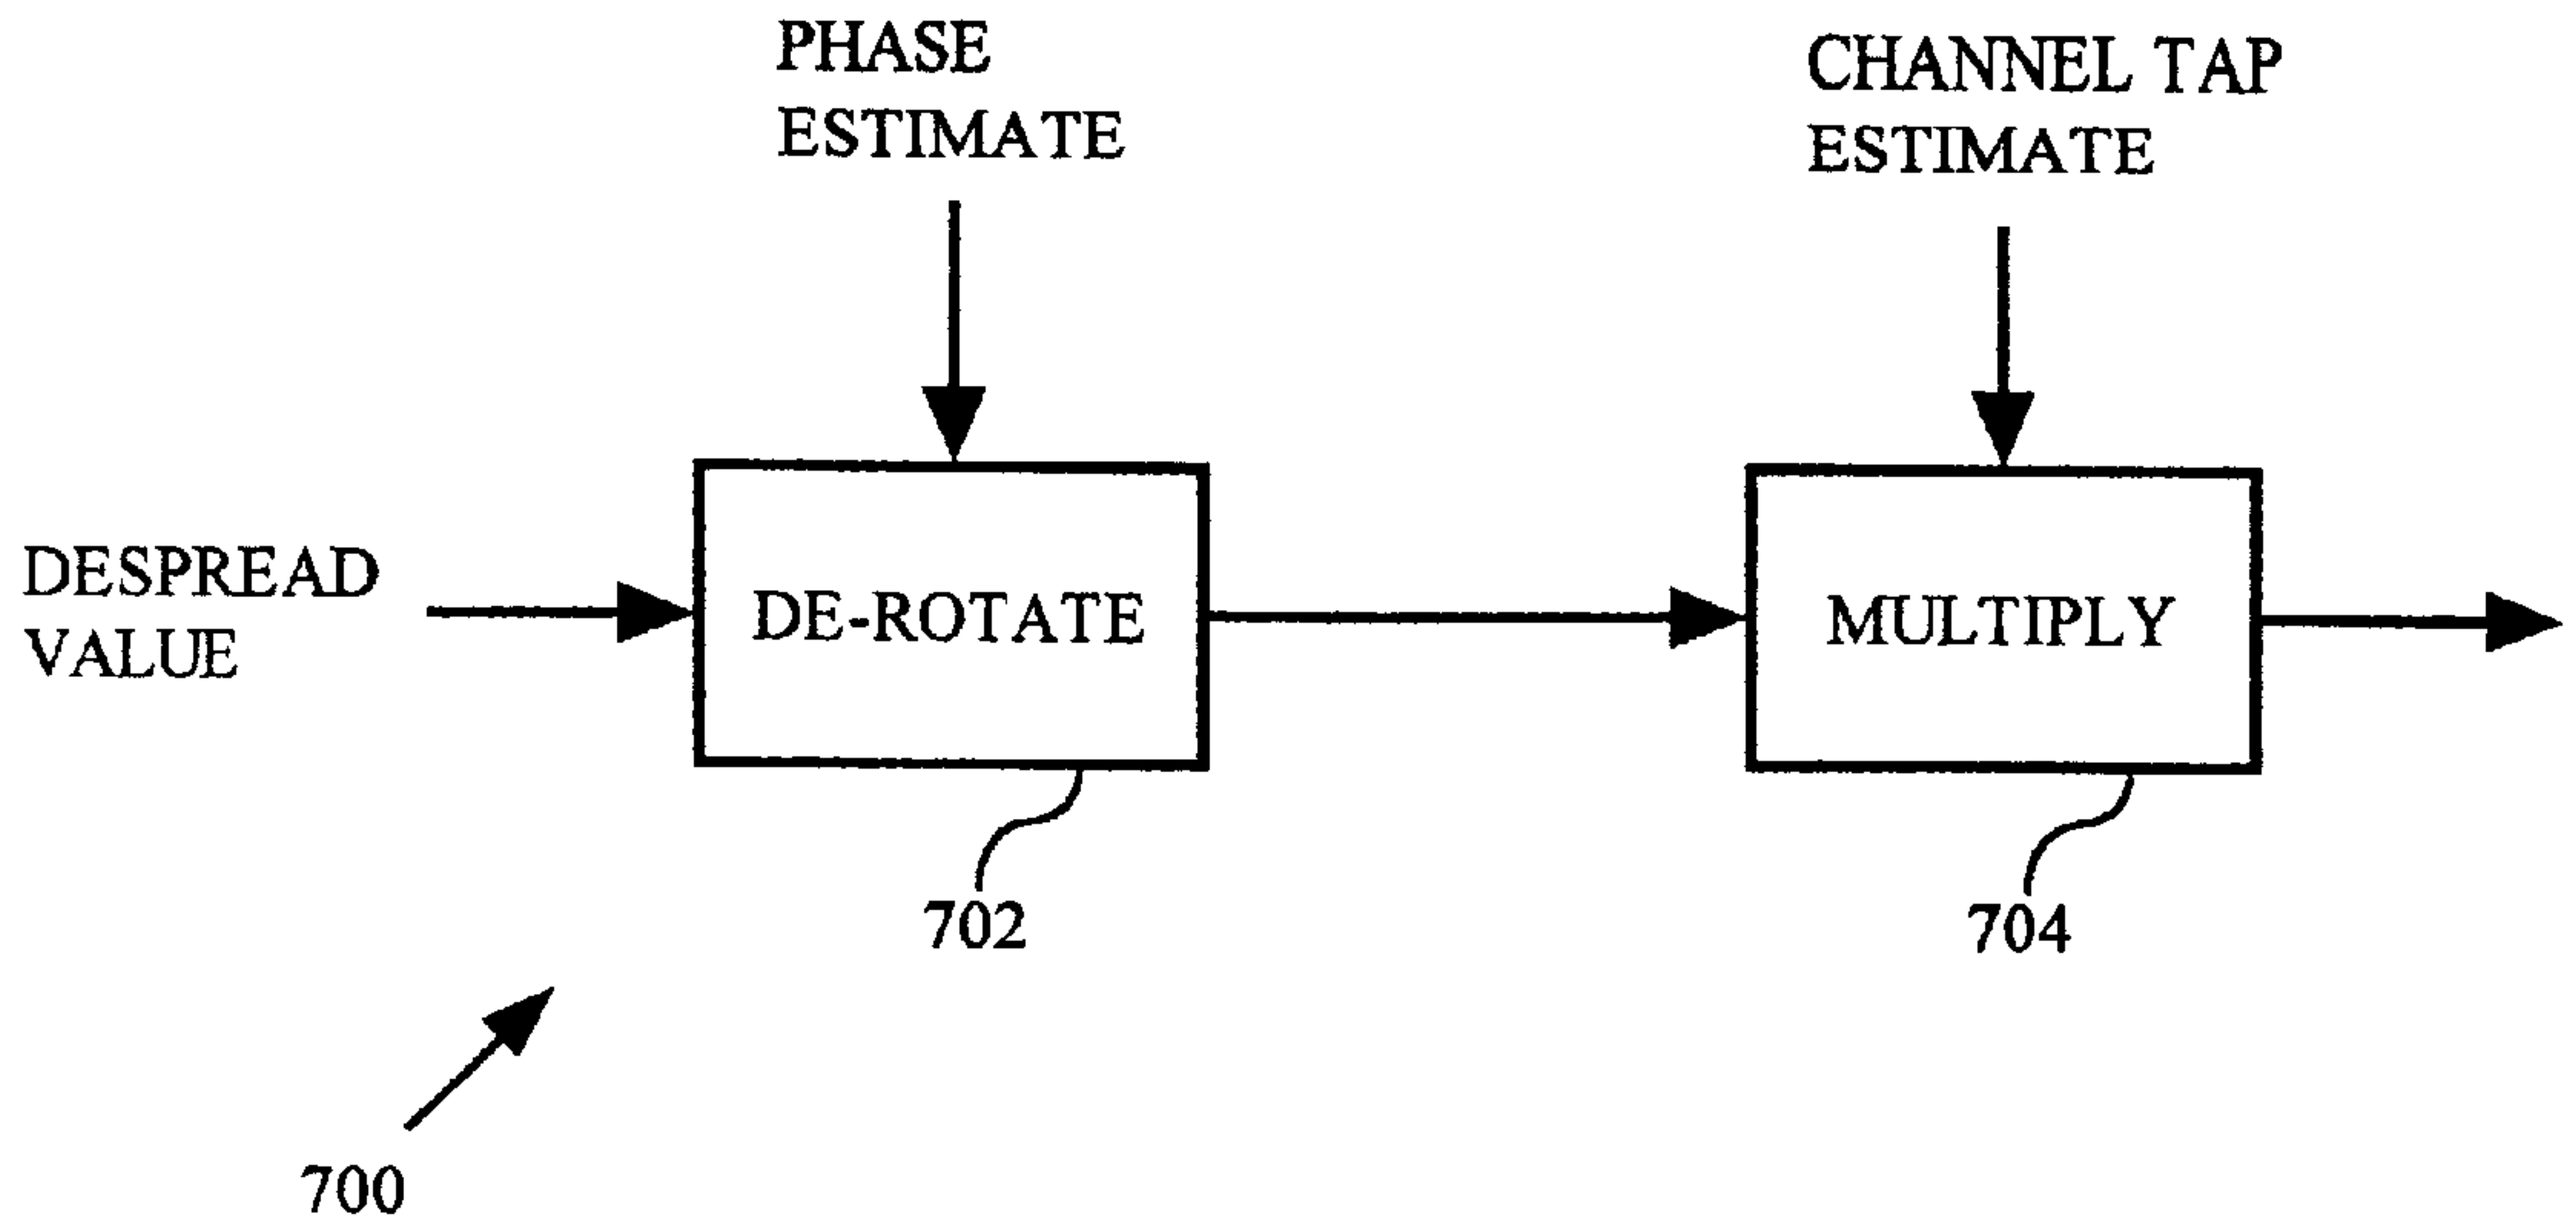 PHASE
ESTIMATE
CHANNEL TAP
ESTIMATE
DESPREAD
VALUE
DE-ROTATE
MULTIPLY
702
704
700